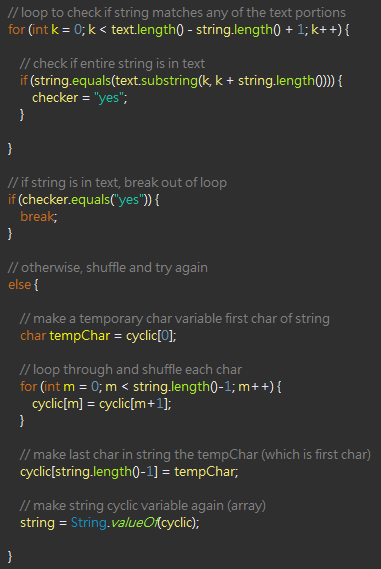 // loop to check if string matches any of the text portions
for (int k = 0; k < text.length() - string.length() + 1; k++) {
// check if entire string is in text
if (string.equals(text.substring(k, k + string.length()))) {
checker = "yes";
}
}
// if string is in text, break out of loop
if (checker.equals("yes")) {
break;
}
// otherwise, shuffle and try again
else {
// make a temporary char variable first char of string
char tempChar = cyclic[0];
// loop through and shuffle each char
for (int m = 0; m < string.length()-1; m++) {
cyclic[m] = cyclic[m+1];
}
// make last char in string the tempChar (which is first char)
cyclic[string.length()-1] = tempChar;
// make string cyclic variable again (array)
string = String.valueOf(cyclic);
}